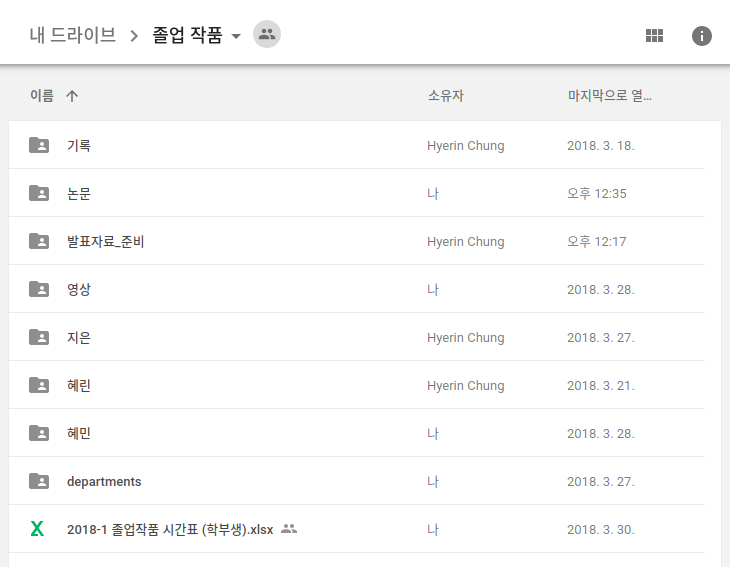 내 드라이브 > 졸업 작품
이름 소유자 마지막으로 열...
기록 Hyerin Chung 2018. 3. 18.
논문 나 오후 12:35
발표자료_준비 Hyerin Chung 오후 12:17
영상 나 2018. 3. 28.
지은 Hyerin Chung 2018. 3. 27.
혜린 Hyerin Chung 2018. 3. 21.
혜민 나 2018. 3. 28.
departments 나 2018. 3. 27.
2018-1 졸업작품 시간표 (학부생).xlsx 나 2018. 3. 30.